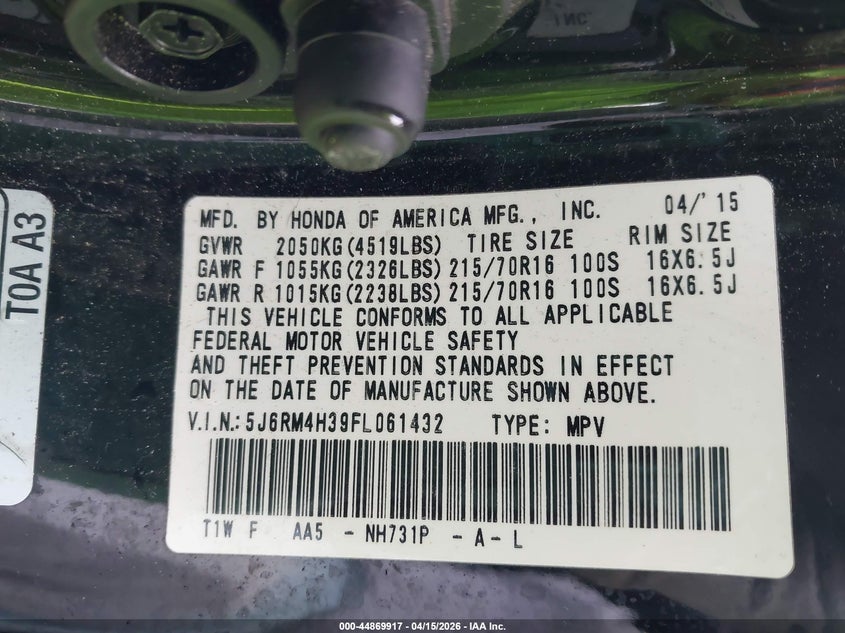 INC
TOA A3
MFD. BY HONDA OF AMERICA MFG., INC. 04/'15
GVWR 2050KG(4519LBS) TIRE SIZE RIM SIZE
GAWR F 1055KG(2326LBS) 215/70R16 100S 16X6.5J
GAWR R 1015KG(2238LBS) 215/70R16 100S 16X6.5J
THIS VEHICLE CONFORMS TO ALL APPLICABLE
FEDERAL MOTOR VEHICLE SAFETY
AND THEFT PREVENTION STANDARDS IN EFFECT
ON THE DATE OF MANUFACTURE SHOWN ABOVE.
V.I.N.: 5J6RM4H39FL061432 TYPE: MPV
T1W F AA5 - NH731P - A - L
000-44869917 - 04/15/2026 - IAA Inc.